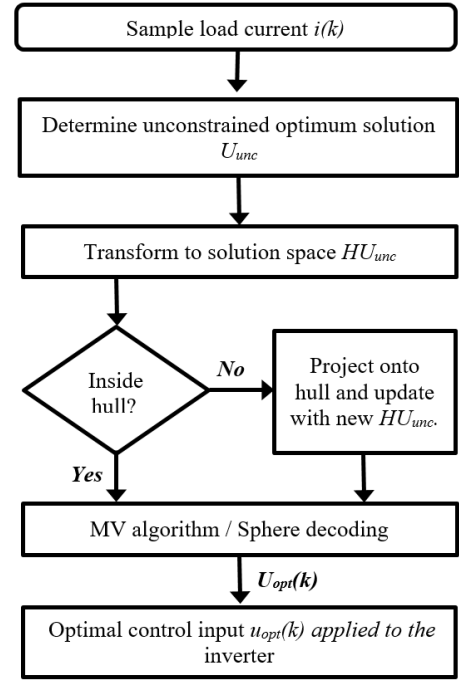 Sample load current i(k)
Determine unconstrained optimum solution
Uunc
Transform to solution space HUunc
Inside
hull?
No
Project onto
hull and update
with new HUunc.
Yes
MV algorithm / Sphere decoding
Uopt(k)
Optimal control input uopt(k) applied to the
inverter